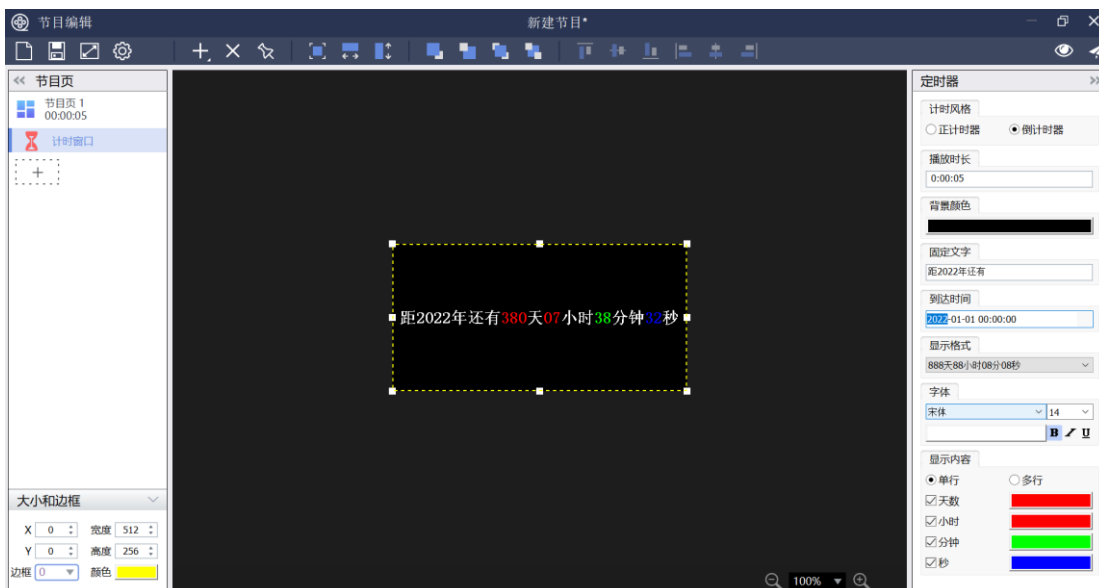 节目编辑
新建节目*
节目页
节目页 1
00:00:05
计时窗口
大小和边框
X 0 宽度 512
Y 0 高度 256
边框 0 颜色
距2022年还有380天07小时38分钟32秒
100%
定时器
计时风格
正计时器 倒计时器
播放时长
0:00:05
背景颜色
固定文字
距2022年还有
到达时间
2022-01-01 00:00:00
显示格式
888天88小时08分08秒
字体
宋体 14
B I U
显示内容
单行 多行
天数
小时
分钟
秒